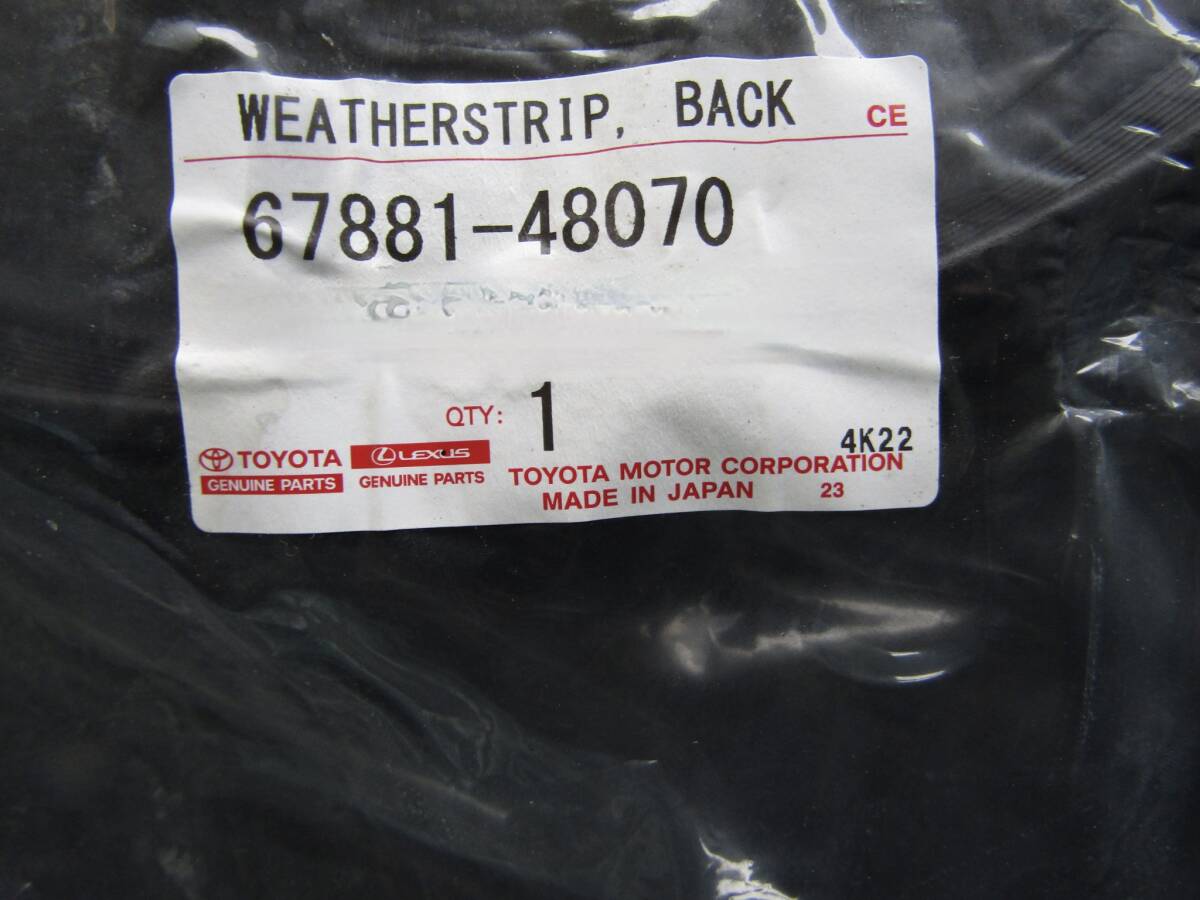 WEATHERSTRIP, BACK CE
67881-48070
QTY: 1
4K22
TOYOTA
GENUINE PARTS
LEXUS
GENUINE PARTS
TOYOTA MOTOR CORPORATION
MADE IN JAPAN 23